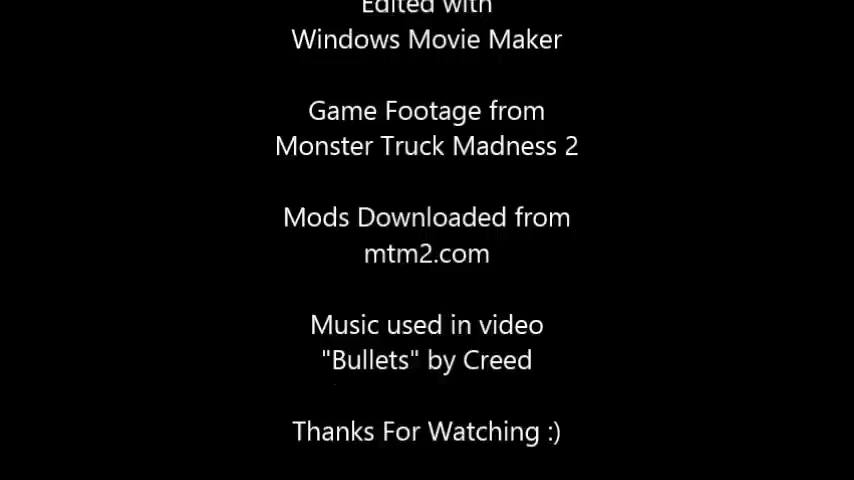 Edited with
Windows Movie Maker
Game Footage from
Monster Truck Madness 2
Mods Downloaded from
mtm2.com
Music used in video
"Bullets" by Creed
Thanks For Watching :)